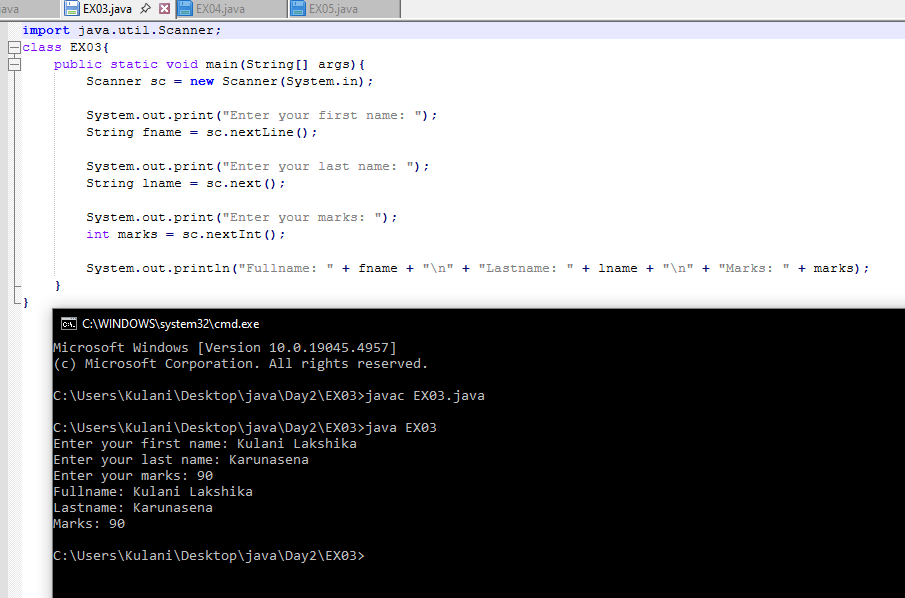 java EX03.java EX04.java EX05.java
import java.util.Scanner;
class EX03{
public static void main(String[] args){
Scanner sc = new Scanner(System.in);
System.out.print("Enter your first name: ");
String fname = sc.nextLine();
System.out.print("Enter your last name: ");
String lname = sc.next();
System.out.print("Enter your marks: ");
int marks = sc.nextInt();
System.out.println("Fullname: " + fname + "\n" + "Lastname: " + lname + "\n" + "Marks: " + marks);
}
}
C:\WINDOWS\system32\cmd.exe
Microsoft Windows [Version 10.0.19045.4957]
(c) Microsoft Corporation. All rights reserved.
C:\Users\Kulani\Desktop\java\Day2\EX03>javac EX03.java
C:\Users\Kulani\Desktop\java\Day2\EX03>java EX03
Enter your first name: Kulani Lakshika
Enter your last name: Karunasena
Enter your marks: 90
Fullname: Kulani Lakshika
Lastname: Karunasena
Marks: 90
C:\Users\Kulani\Desktop\java\Day2\EX03>